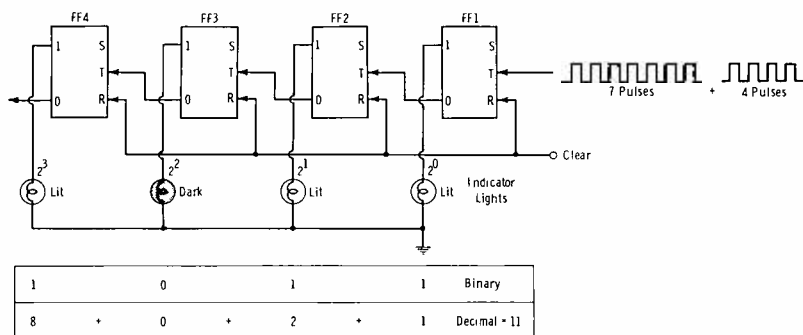 FF4 FF3 FF2 FF1
1 S 1 S 1 S 1 S
T T T T
0 R 0 R 0 R 0 R
7 Pulses + 4 Pulses
Clear
2³ 2² 2¹ 2⁰
Lit Dark Lit Lit Indicator
Lights
1 0 1 1 Binary
8 + 0 + 2 + 1 Decimal = 11